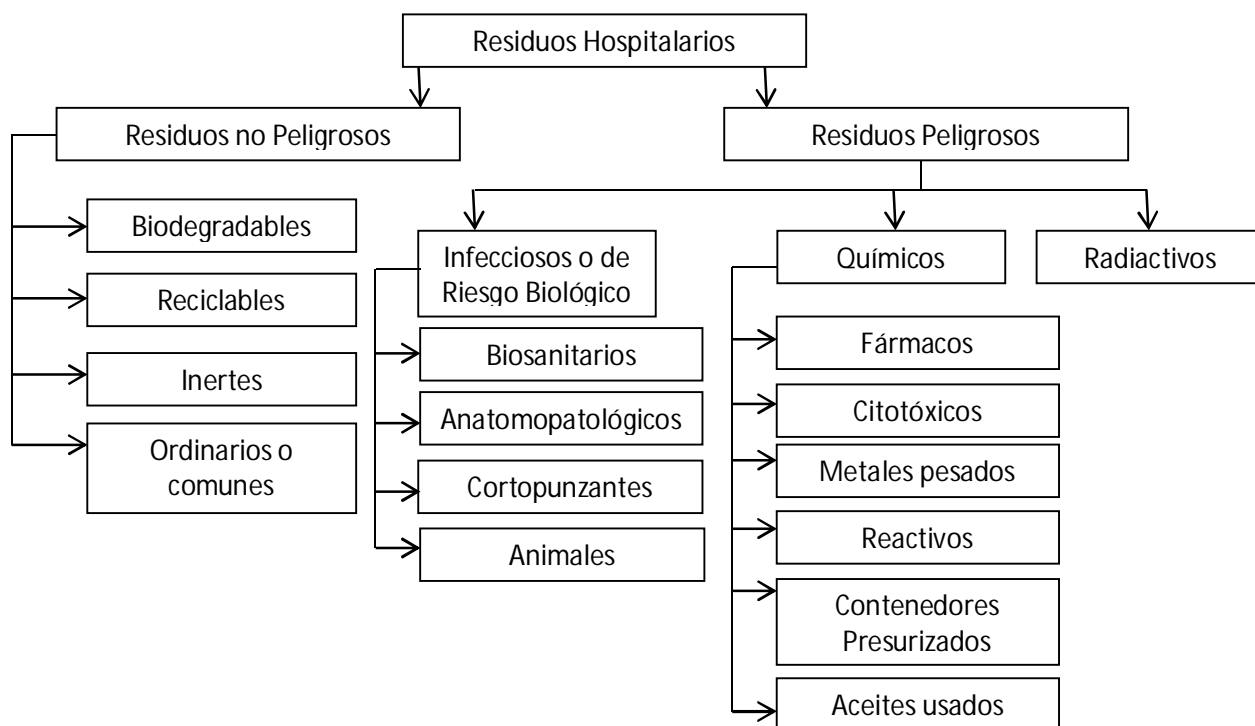 Residuos Hospitalarios
Residuos no Peligrosos
Residuos Peligrosos
Biodegradables
Reciclables
Inertes
Ordinarios o
comunes
Infecciosos o de
Riesgo Biológico
Biosanitarios
Anatomopatológicos
Cortopunzantes
Animales
Químicos
Fármacos
Citotóxicos
Metales pesados
Reactivos
Contenedores
Presurizados
Aceites usados
Radiactivos